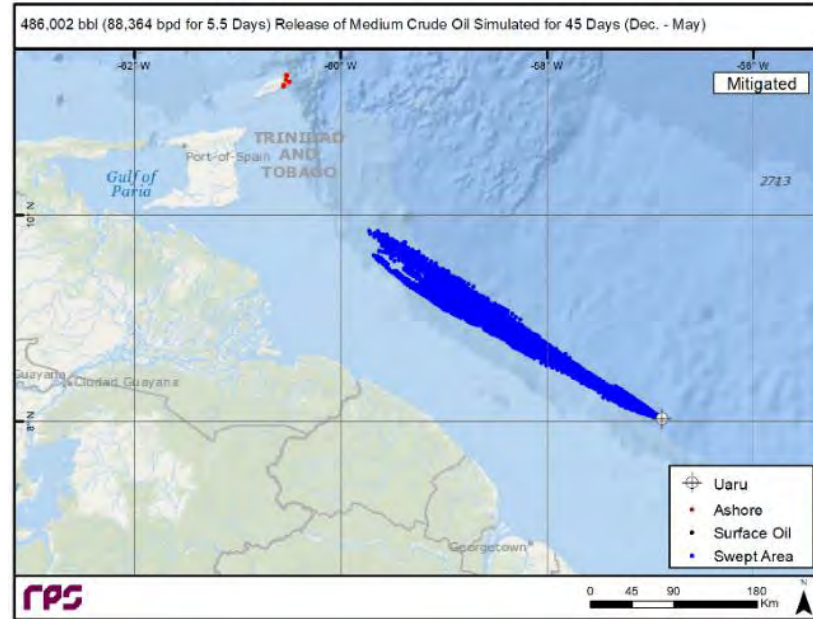 486,002 bbl (88,364 bpd for 5.5 Days) Release of Medium Crude Oil Simulated for 45 Days (Dec. - May)
-62°W
-60°W
-58°W
-56°W
Mitigated
TRINIDAD
AND
TOBAGO
Port-of-Spain
Gulf of
Paria
2713
10°N
Guayana
Ciudad Guayana
8°N
Georgetown
Uaru
Ashore
Surface Oil
Swept Area
rps
0 45 90 180
Km
N